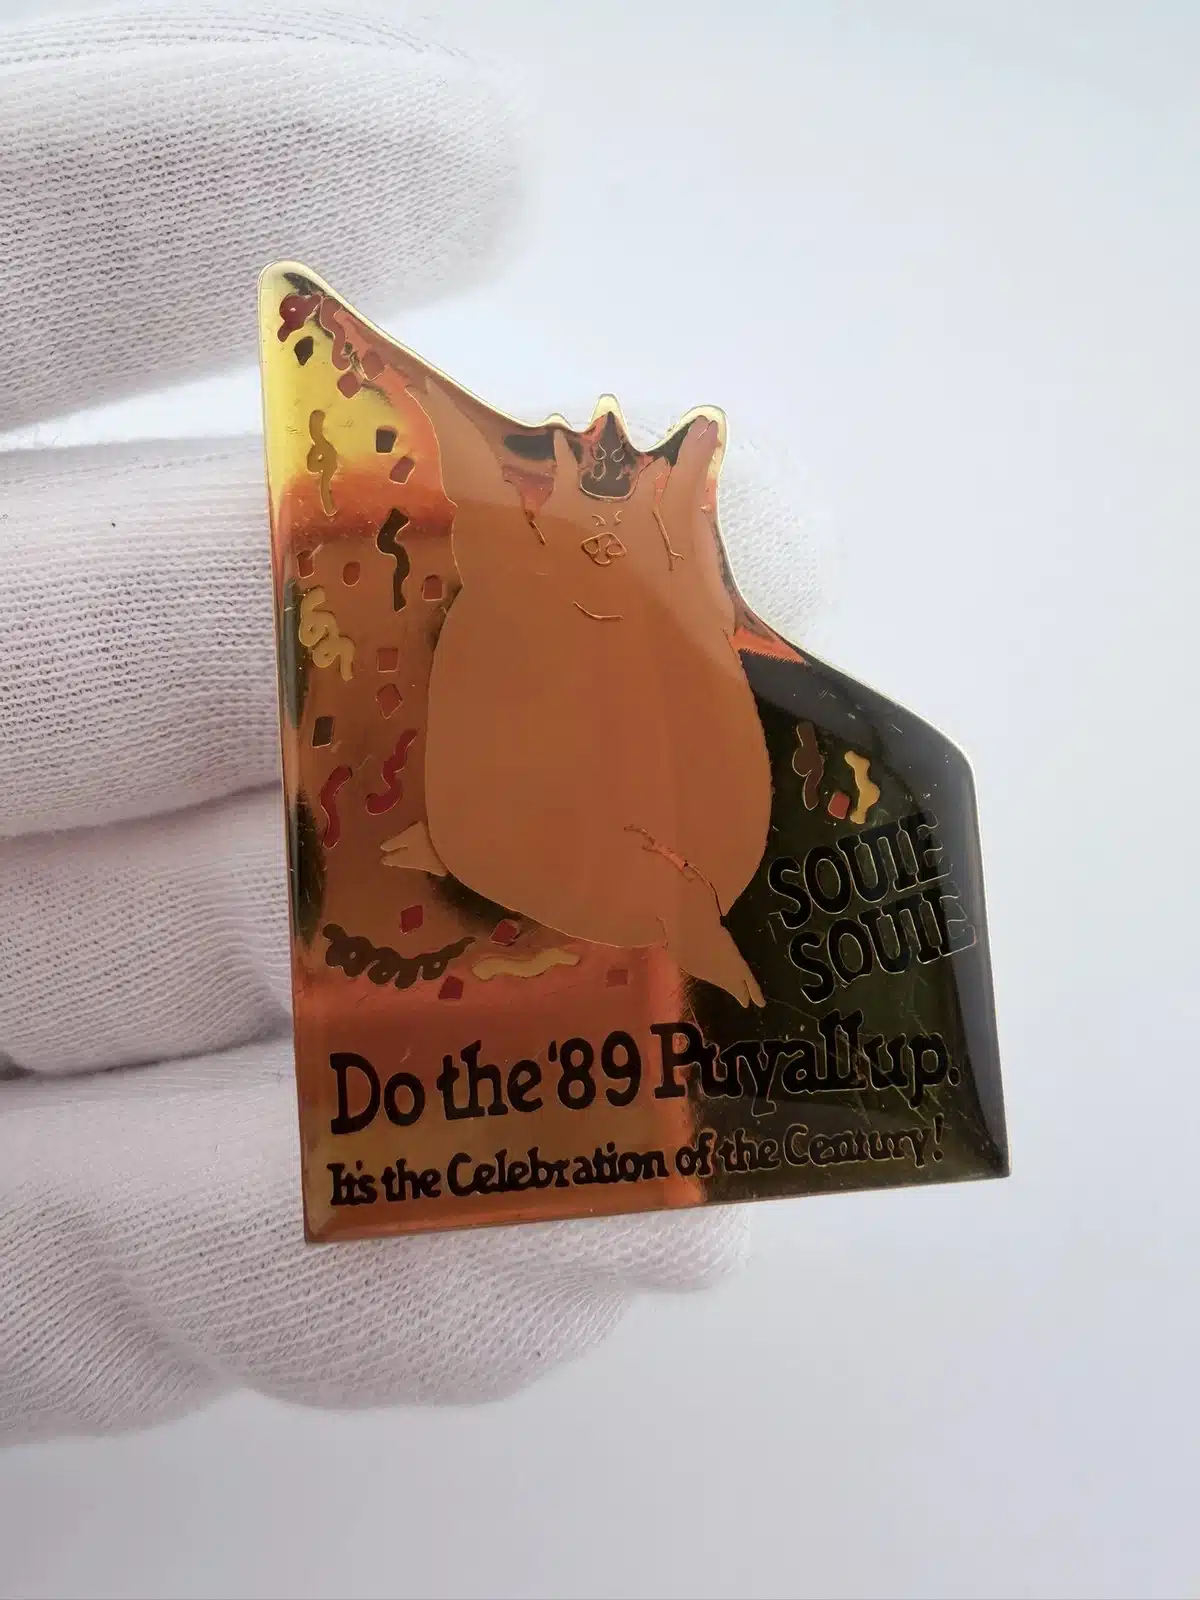 SOUIE
SOUIE
Do the '89 Puyallup.
It's the Celebration of the Century!